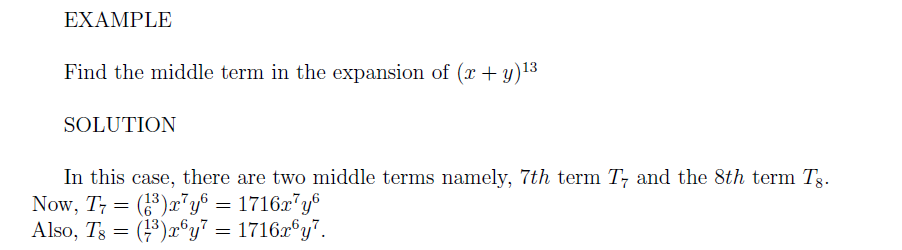 EXAMPLE
Find the middle term in the expansion of $(x + y)^{13}$
SOLUTION
In this case, there are two middle terms namely, 7th term $T_7$ and the 8th term $T_8$.
Now, $T_7 = \binom{13}{6}x^7y^6 = 1716x^7y^6$
Also, $T_8 = \binom{13}{7}x^6y^7 = 1716x^6y^7$.